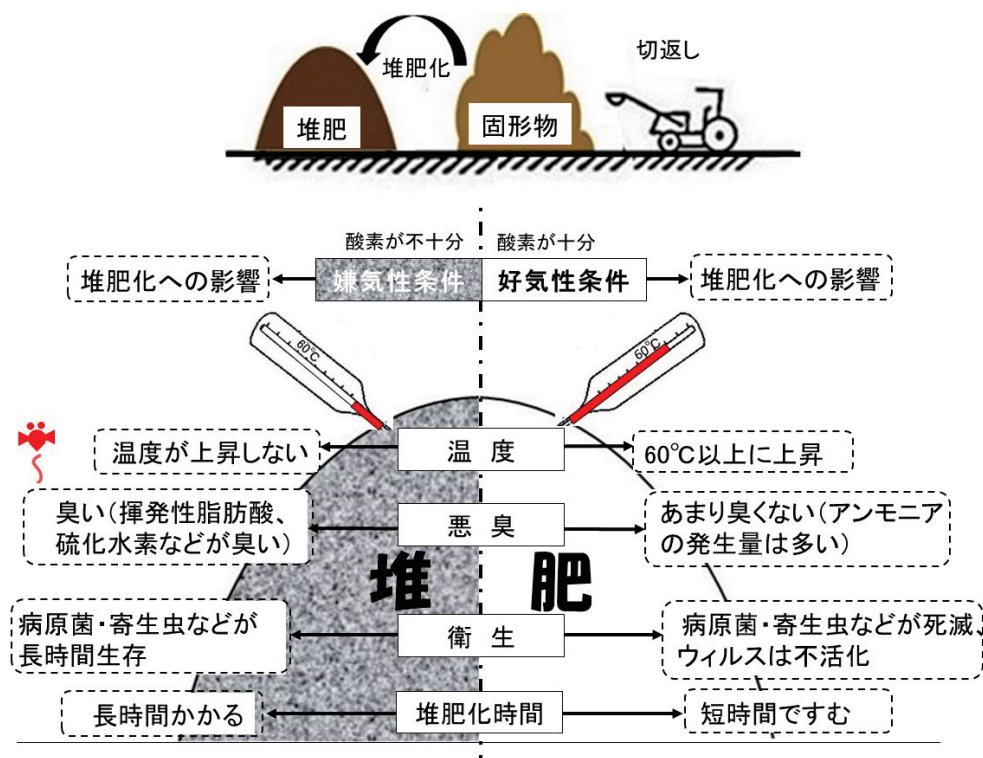 切返し
堆肥化
堆肥
固形物
酸素が不十分
酸素が十分
堆肥化への影響
嫌気性条件
好気性条件
堆肥化への影響
60℃
60℃
温度が上昇しない
温 度
60℃以上に上昇
臭い(揮発性脂肪酸、
硫化水素などが臭い)
悪 臭
あまり臭くない(アンモニア
の発生量は多い)
堆 肥
病原菌・寄生虫などが
長時間生存
衛 生
病原菌・寄生虫などが死滅、
ウィルスは不活化
長時間かかる
堆肥化時間
短時間ですむ